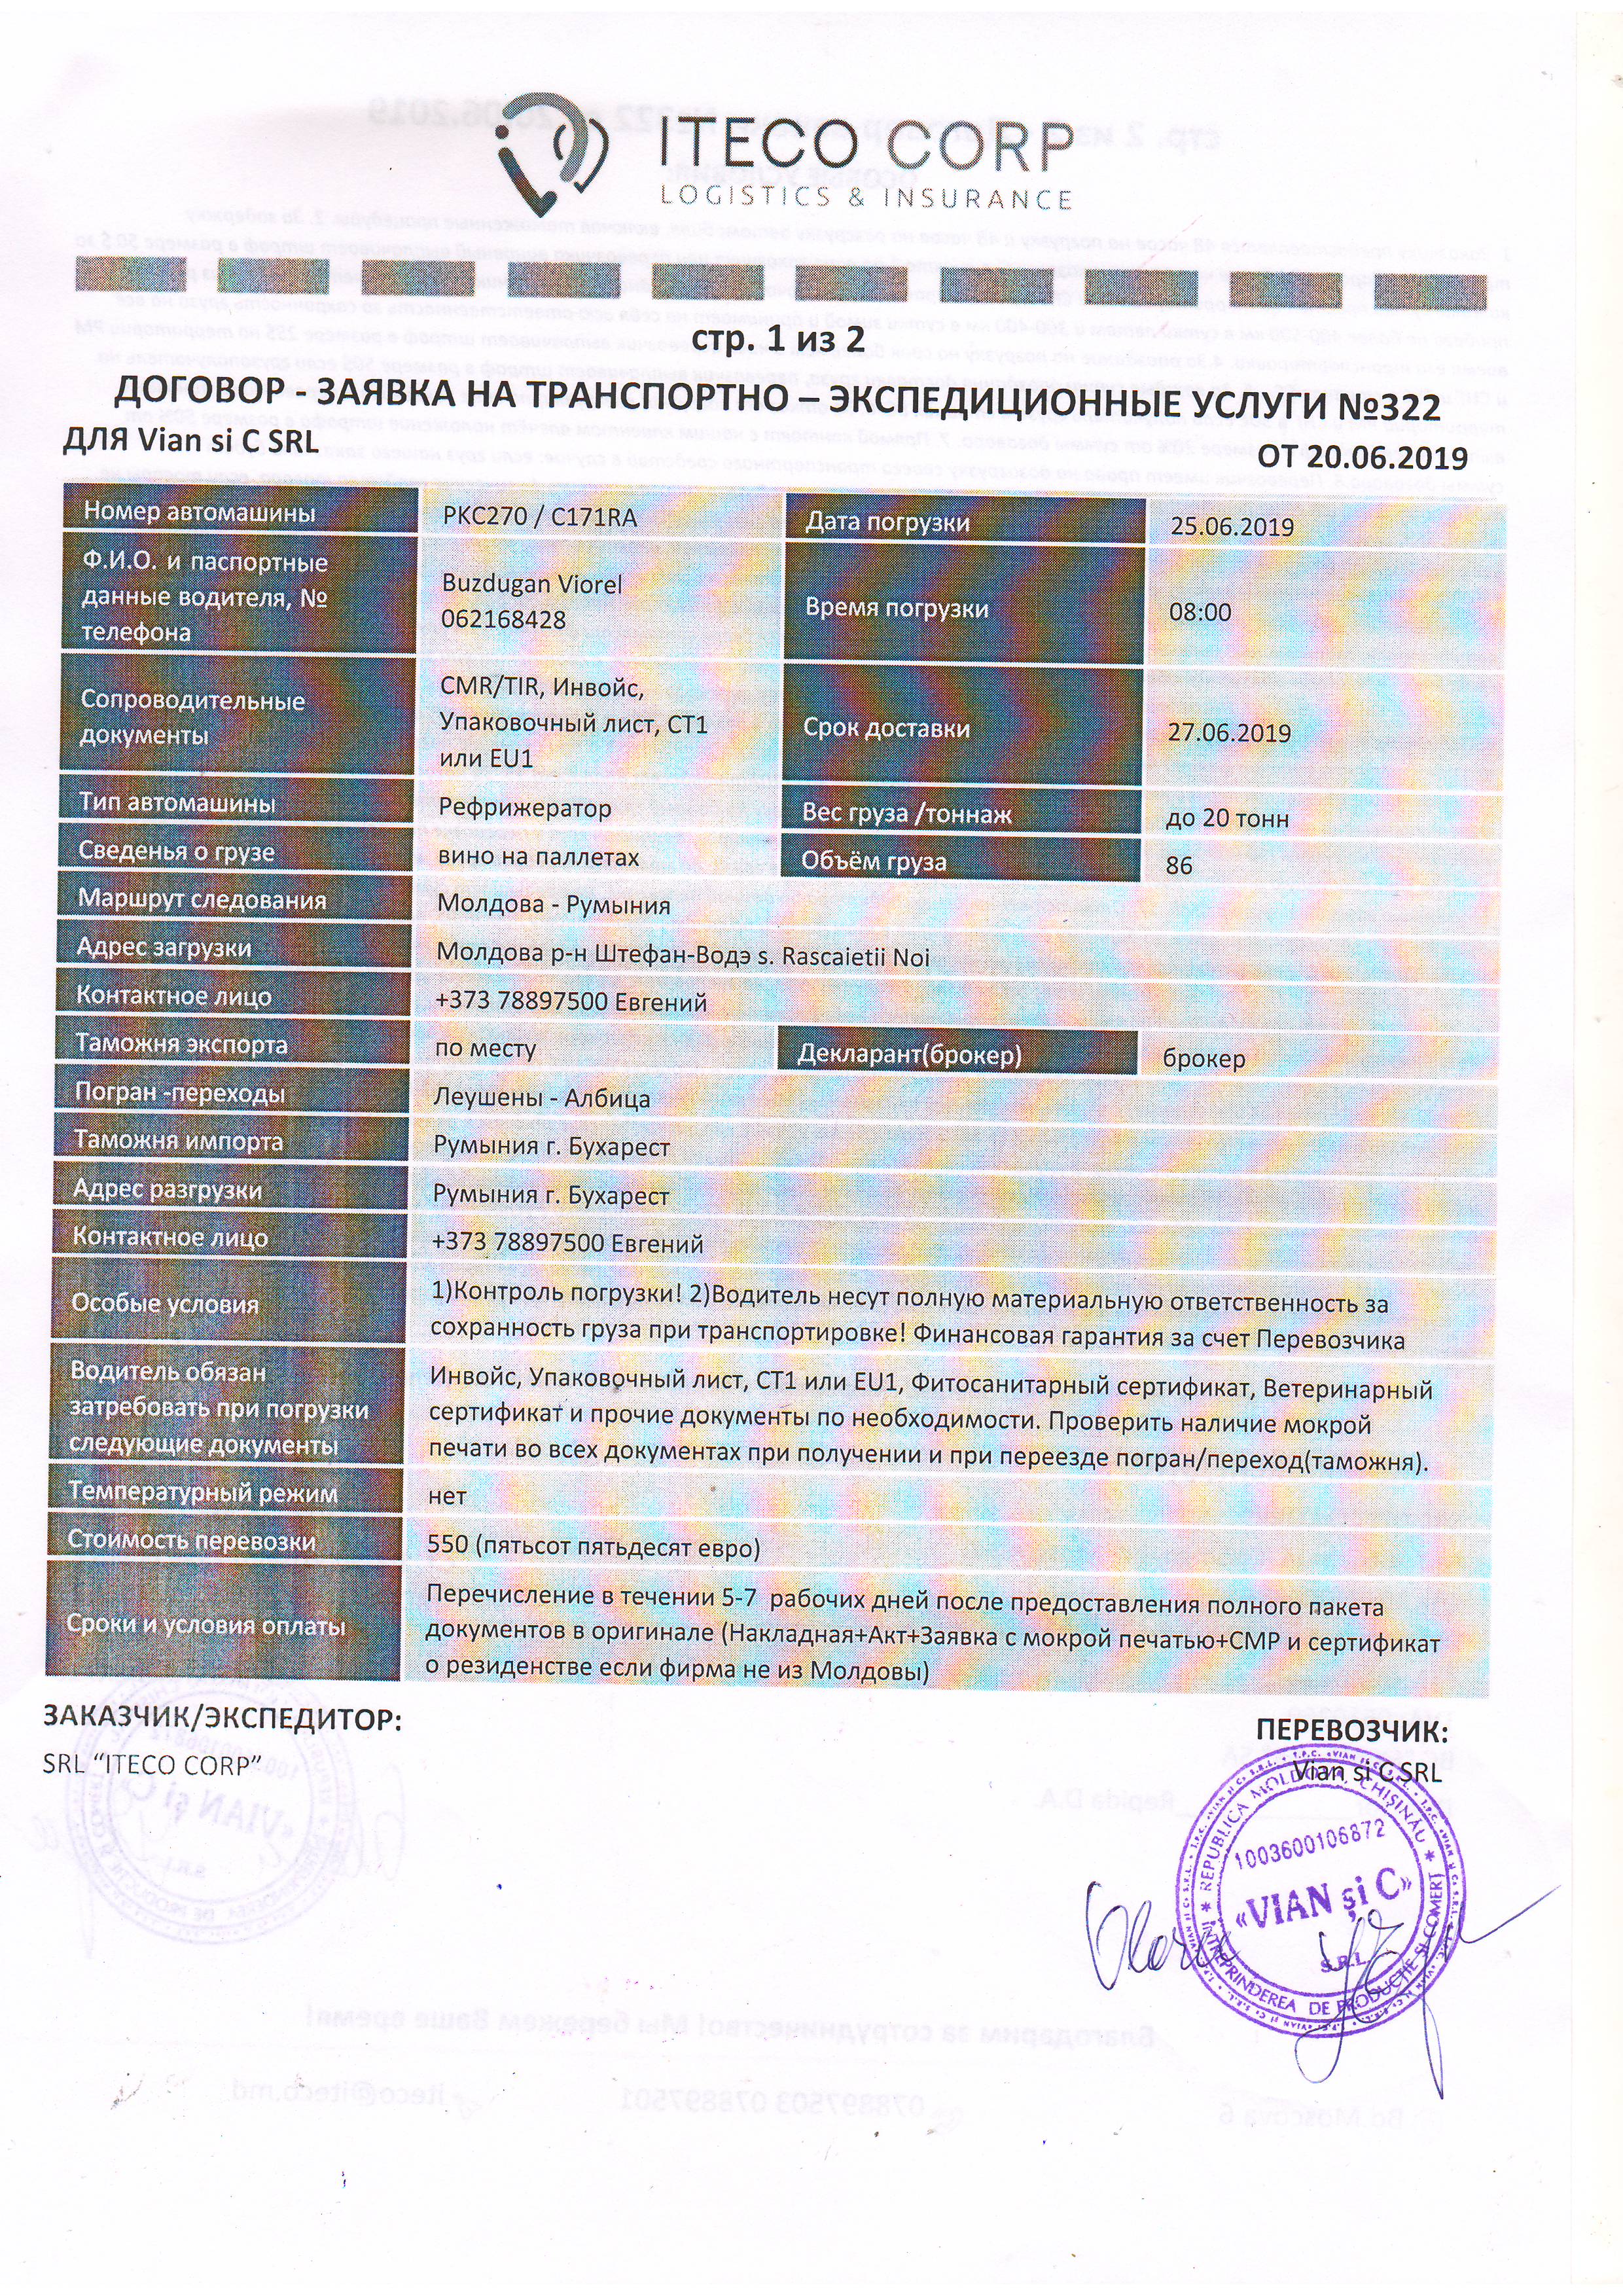 ITECO CORP
LOGISTICS & INSURANCE
стр. 1 из 2
ДОГОВОР - ЗАЯВКА НА ТРАНСПОРТНО – ЭКСПЕДИЦИОННЫЕ УСЛУГИ №322
ДЛЯ Vian si C SRL
ОТ 20.06.2019
Номер автомашины
PKC270 / C171RA
Дата погрузки
25.06.2019
Ф.И.О. и паспортные
данные водителя, №
телефона
Buzdugan Viorel
062168428
Время погрузки
08:00
Сопроводительные
документы
CMR/TIR, Инвойс,
Упаковочный лист, СТ1
или EU1
Срок доставки
27.06.2019
Тип автомашины
Рефрижератор
Вес груза /тоннаж
до 20 тонн
Сведенья о грузе
вино на паллетах
Объём груза
86
Маршрут следования
Молдова - Румыния
Адрес загрузки
Молдова р-н Штефан-Водэ s. Rascaietii Noi
Контактное лицо
+373 78897500 Евгений
Таможня экспорта
по месту
Декларант(брокер)
брокер
Погран -переходы
Леушены - Албица
Таможня импорта
Румыния г. Бухарест
Адрес разгрузки
Румыния г. Бухарест
Контактное лицо
+373 78897500 Евгений
Особые условия
1)Контроль погрузки! 2)Водитель несут полную материальную ответственность за
сохранность груза при транспортировке! Финансовая гарантия за счет Перевозчика
Водитель обязан
затребовать при погрузки
следующие документы
Инвойс, Упаковочный лист, СТ1 или EU1, Фитосанитарный сертификат, Ветеринарный
сертификат и прочие документы по необходимости. Проверить наличие мокрой
печати во всех документах при получении и при переезде погран/переход(таможня).
Температурный режим
нет
Стоимость перевозки
550 (пятьсот пятьдесят евро)
Сроки и условия оплаты
Перечисление в течении 5-7 рабочих дней после предоставления полного пакета
документов в оригинале (Накладная+Акт+Заявка с мокрой печатью+СМР и сертификат
о резиденстве если фирма не из Молдовы)
ЗАКАЗЧИК/ЭКСПЕДИТОР:
SRL “ITECO CORP”
ПЕРЕВОЗЧИК:
Vian si C SRL
REPUBLICA MOLDOVA, CHIȘINĂU
1003600106872
«VIAN și C»
S.R.L.
ÎNTREPRINDEREA DE PRODUCȚIE ȘI COMERȚ